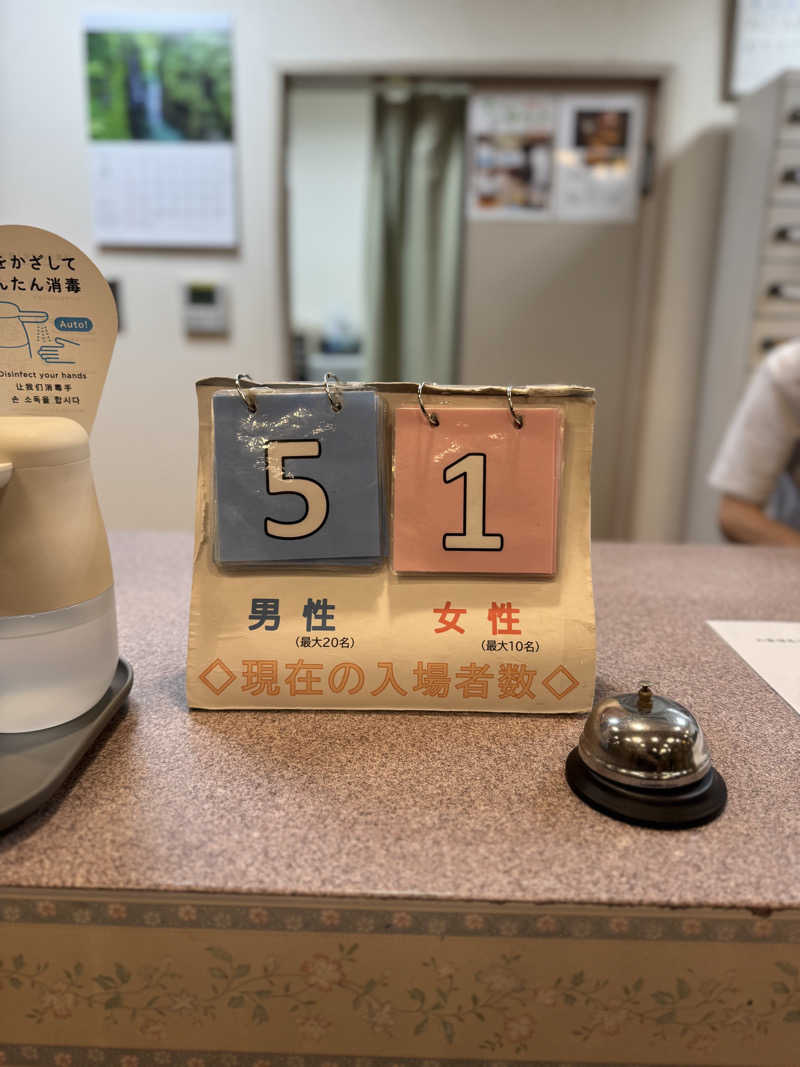 をかざして
んたん消毒
Auto!
Disinfect your hands
让我们消毒手
손 소독을 합시다
5 1
男性 女性
(最大20名) (最大10名)
◇現在の入場者数◇